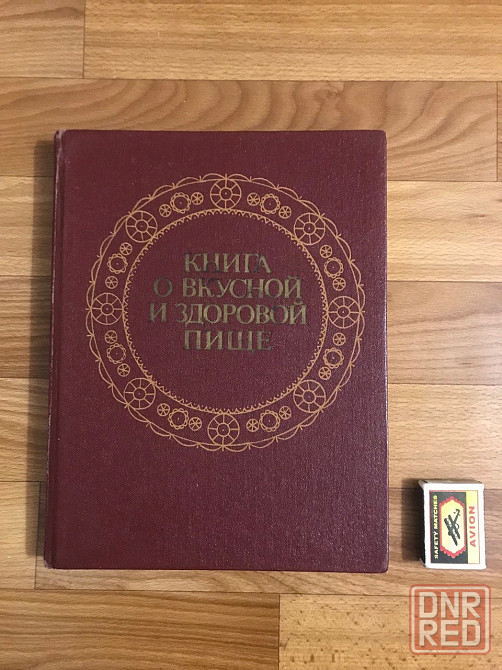 КНИГА
О ВКУСНОЙ
И ЗДОРОВОЙ
ПИЩЕ
SAFETY MATCHES
AVION
DNR
RED